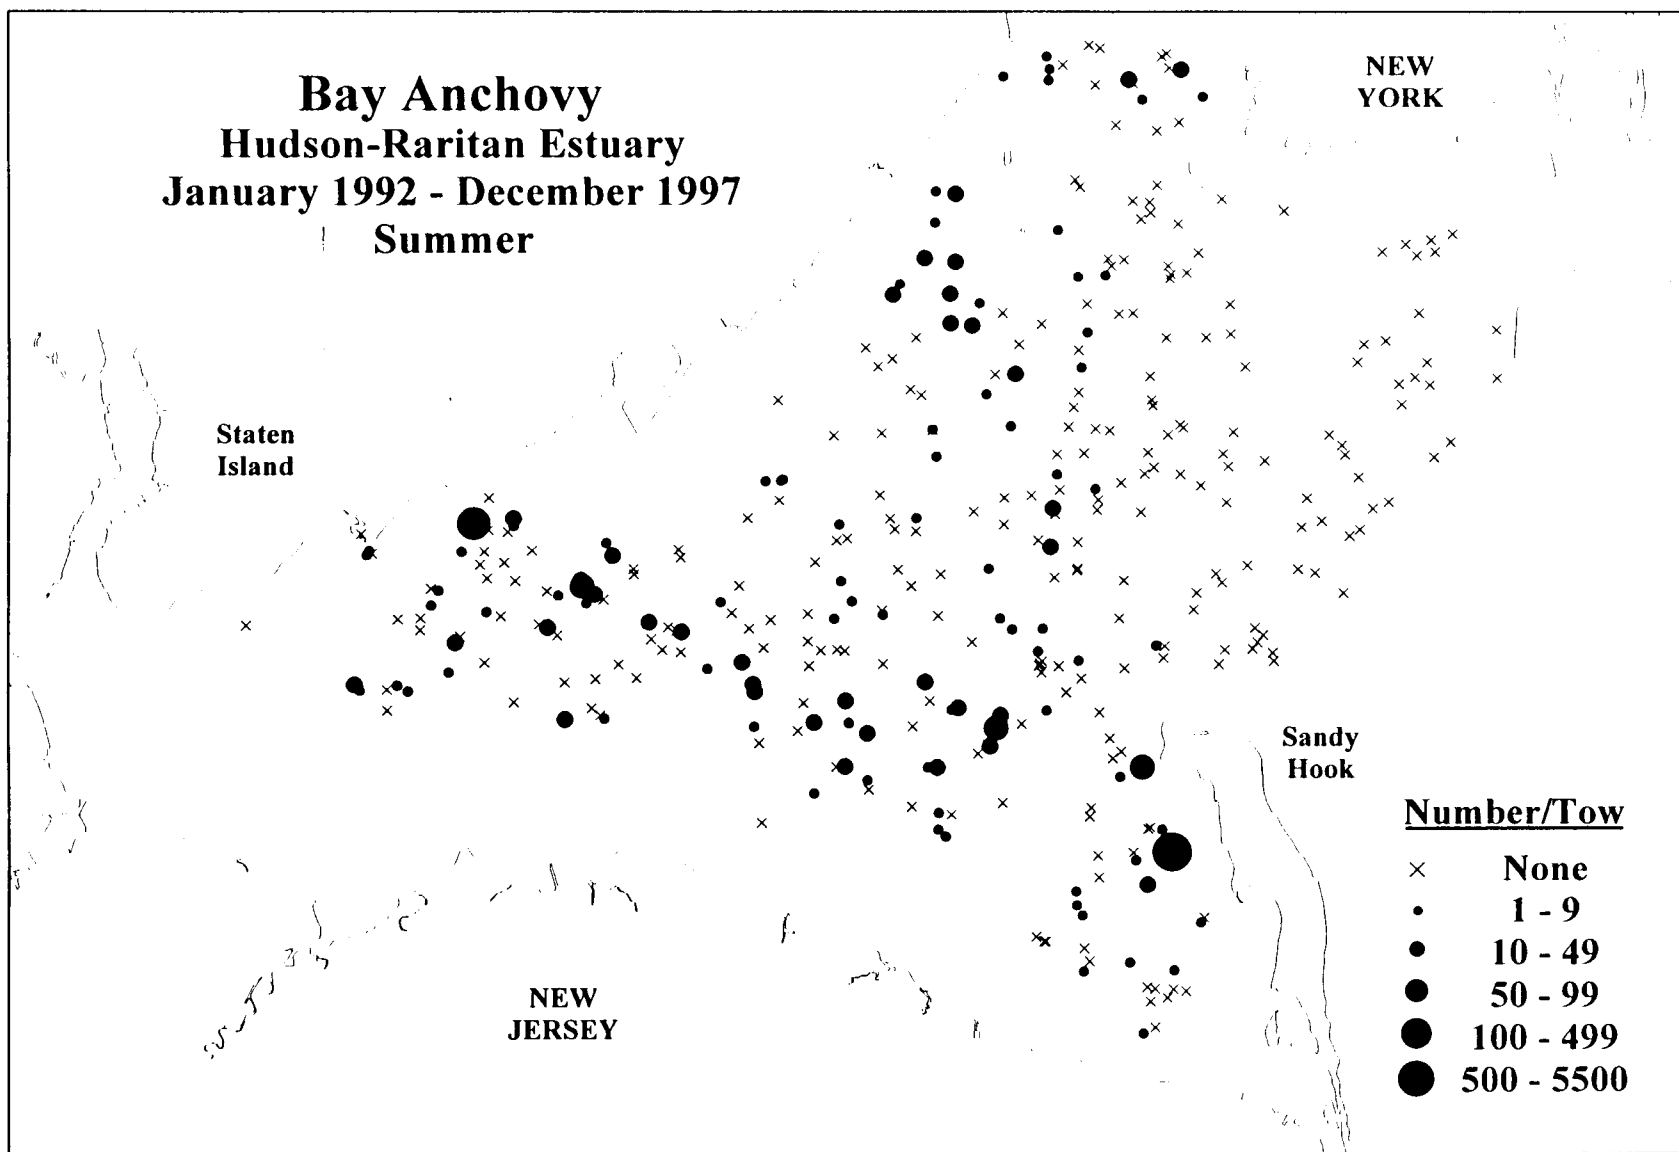 Bay Anchovy
Hudson-Raritan Estuary
January 1992 - December 1997
Summer
NEW
YORK
Staten
Island
Sandy
Hook
NEW
JERSEY
Number/Tow
None
1 - 9
10 - 49
50 - 99
100 - 499
500 - 5500